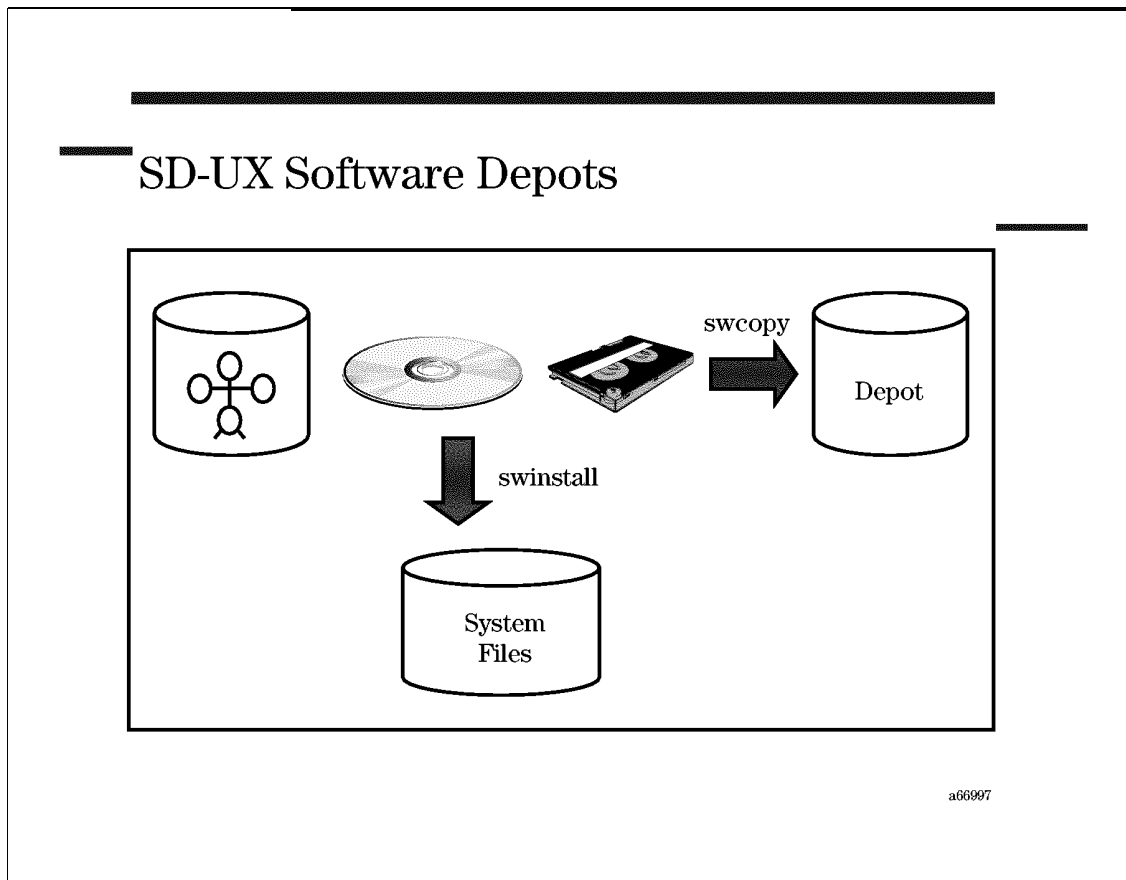 SD-UX Software Depots
swcopy
Depot
swinstall
System
Files
a66997